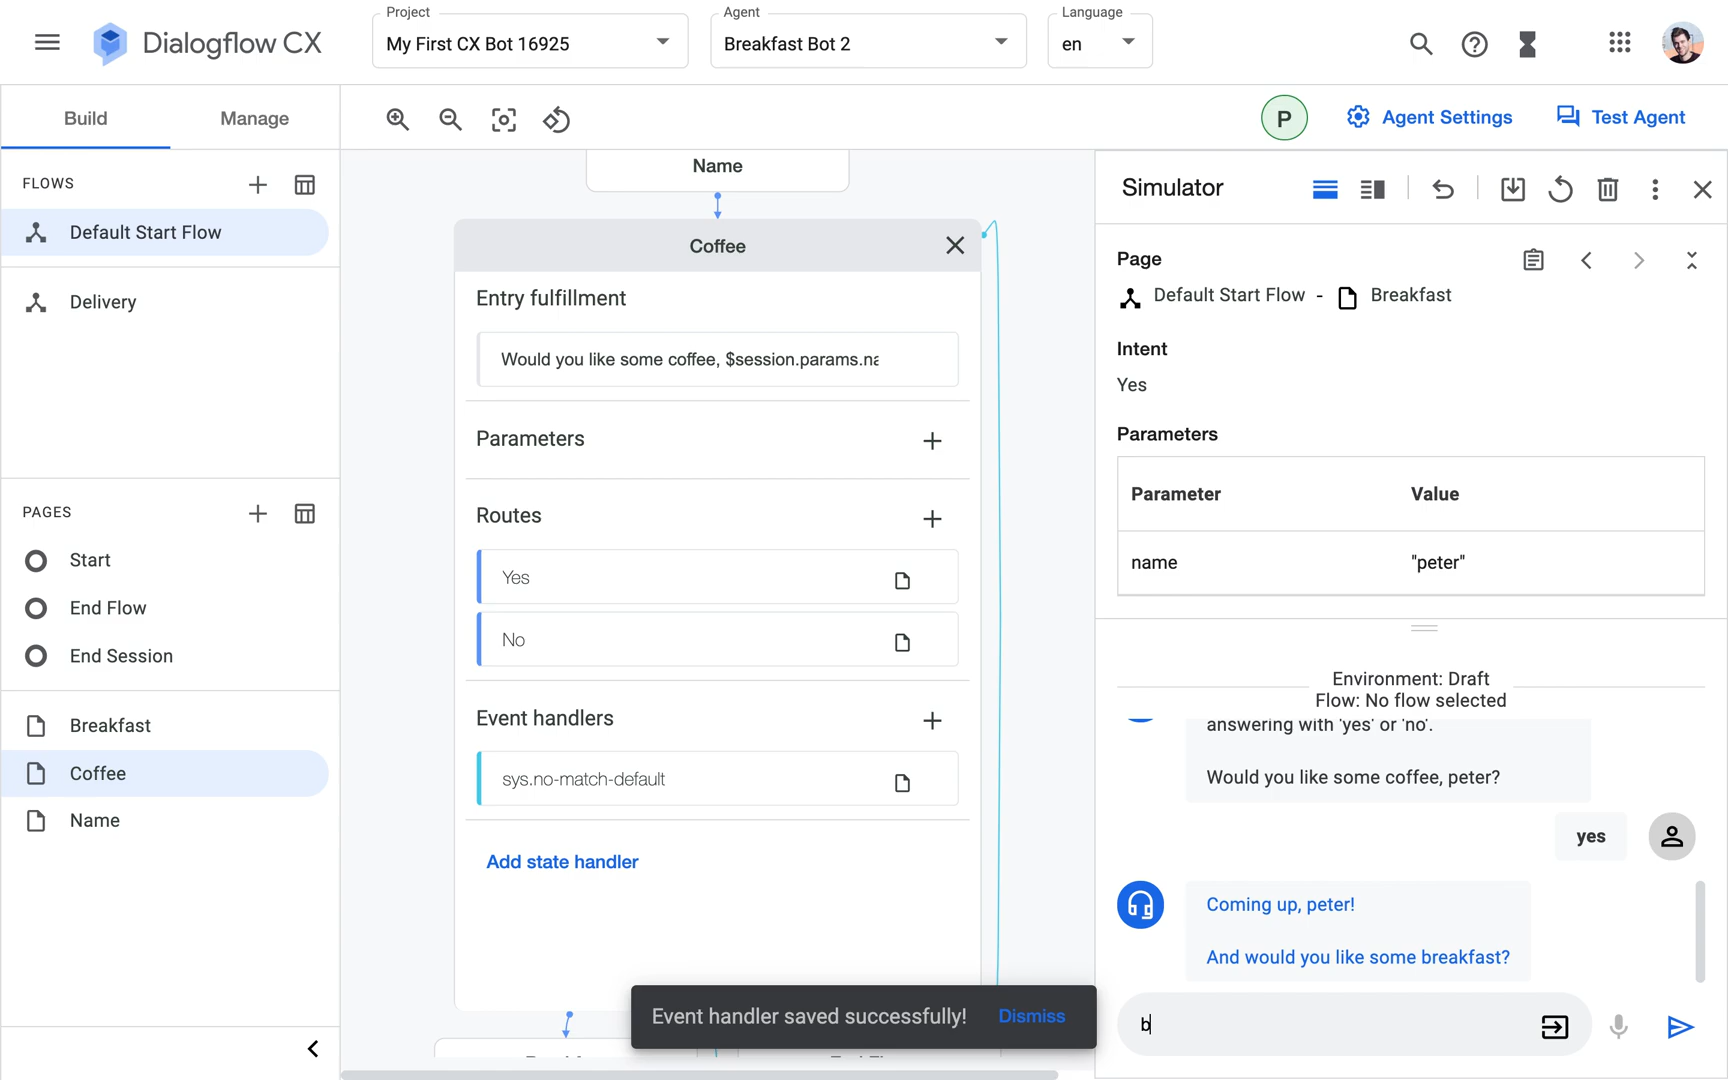 Project
Agent
Language
Dialogflow CX
My First CX Bot 16925
Breakfast Bot 2
en
Build
Manage
P
Agent Settings
Test Agent
FLOWS
Default Start Flow
Delivery
PAGES
Start
End Flow
End Session
Breakfast
Coffee
Name
Name
Coffee
Entry fulfillment
Would you like some coffee, $session.params.na
Parameters
Routes
Yes
No
Event handlers
sys.no-match-default
Add state handler
Event handler saved successfully!
Dismiss
Simulator
Page
Default Start Flow - Breakfast
Intent
Yes
Parameters
Parameter
Value
name
"peter"
Environment: Draft
Flow: No flow selected
answering with 'yes' or 'no'.
Would you like some coffee, peter?
yes
Coming up, peter!
And would you like some breakfast?
b